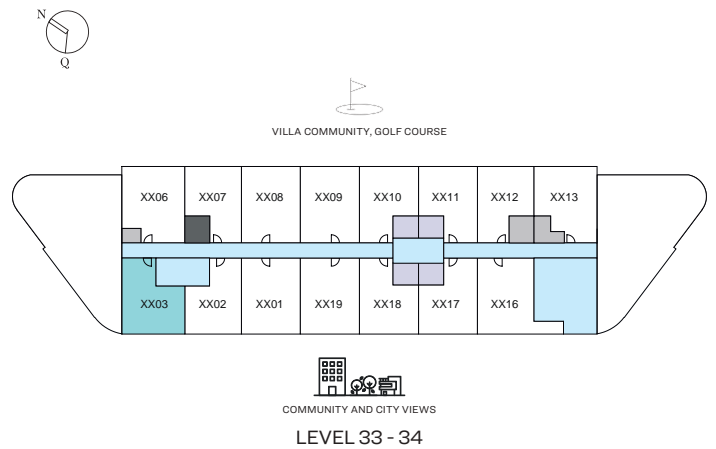 N
Q
VILLA COMMUNITY, GOLF COURSE
XX06 XX07 XX08 XX09 XX10 XX11 XX12 XX13
XX03 XX02 XX01 XX19 XX18 XX17 XX16
COMMUNITY AND CITY VIEWS
LEVEL 33 - 34